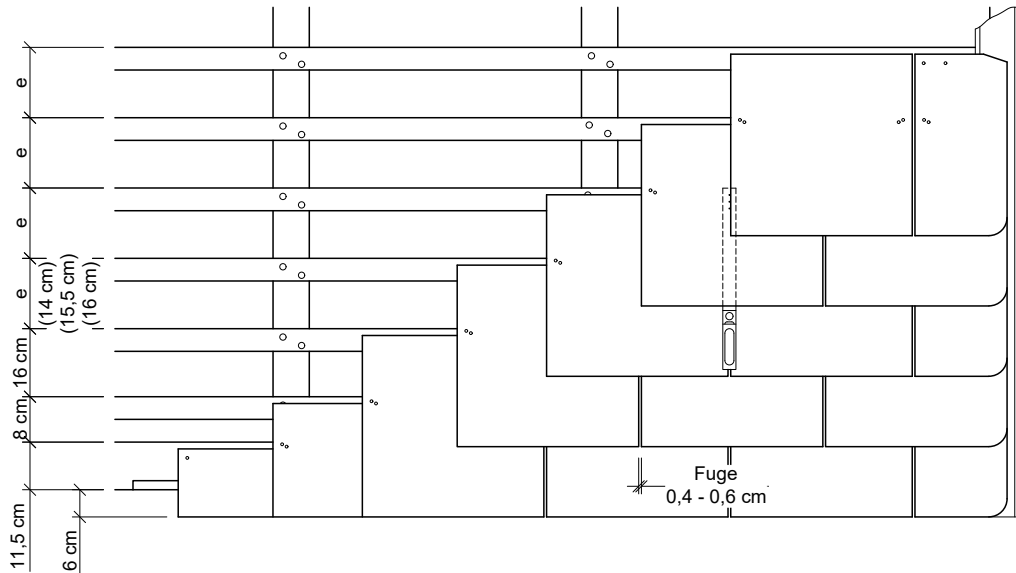 e
e
e
e
(14 cm)
(15,5 cm)
(16 cm)
16 cm
8 cm
11,5 cm
6 cm
Fuge
0,4 - 0,6 cm